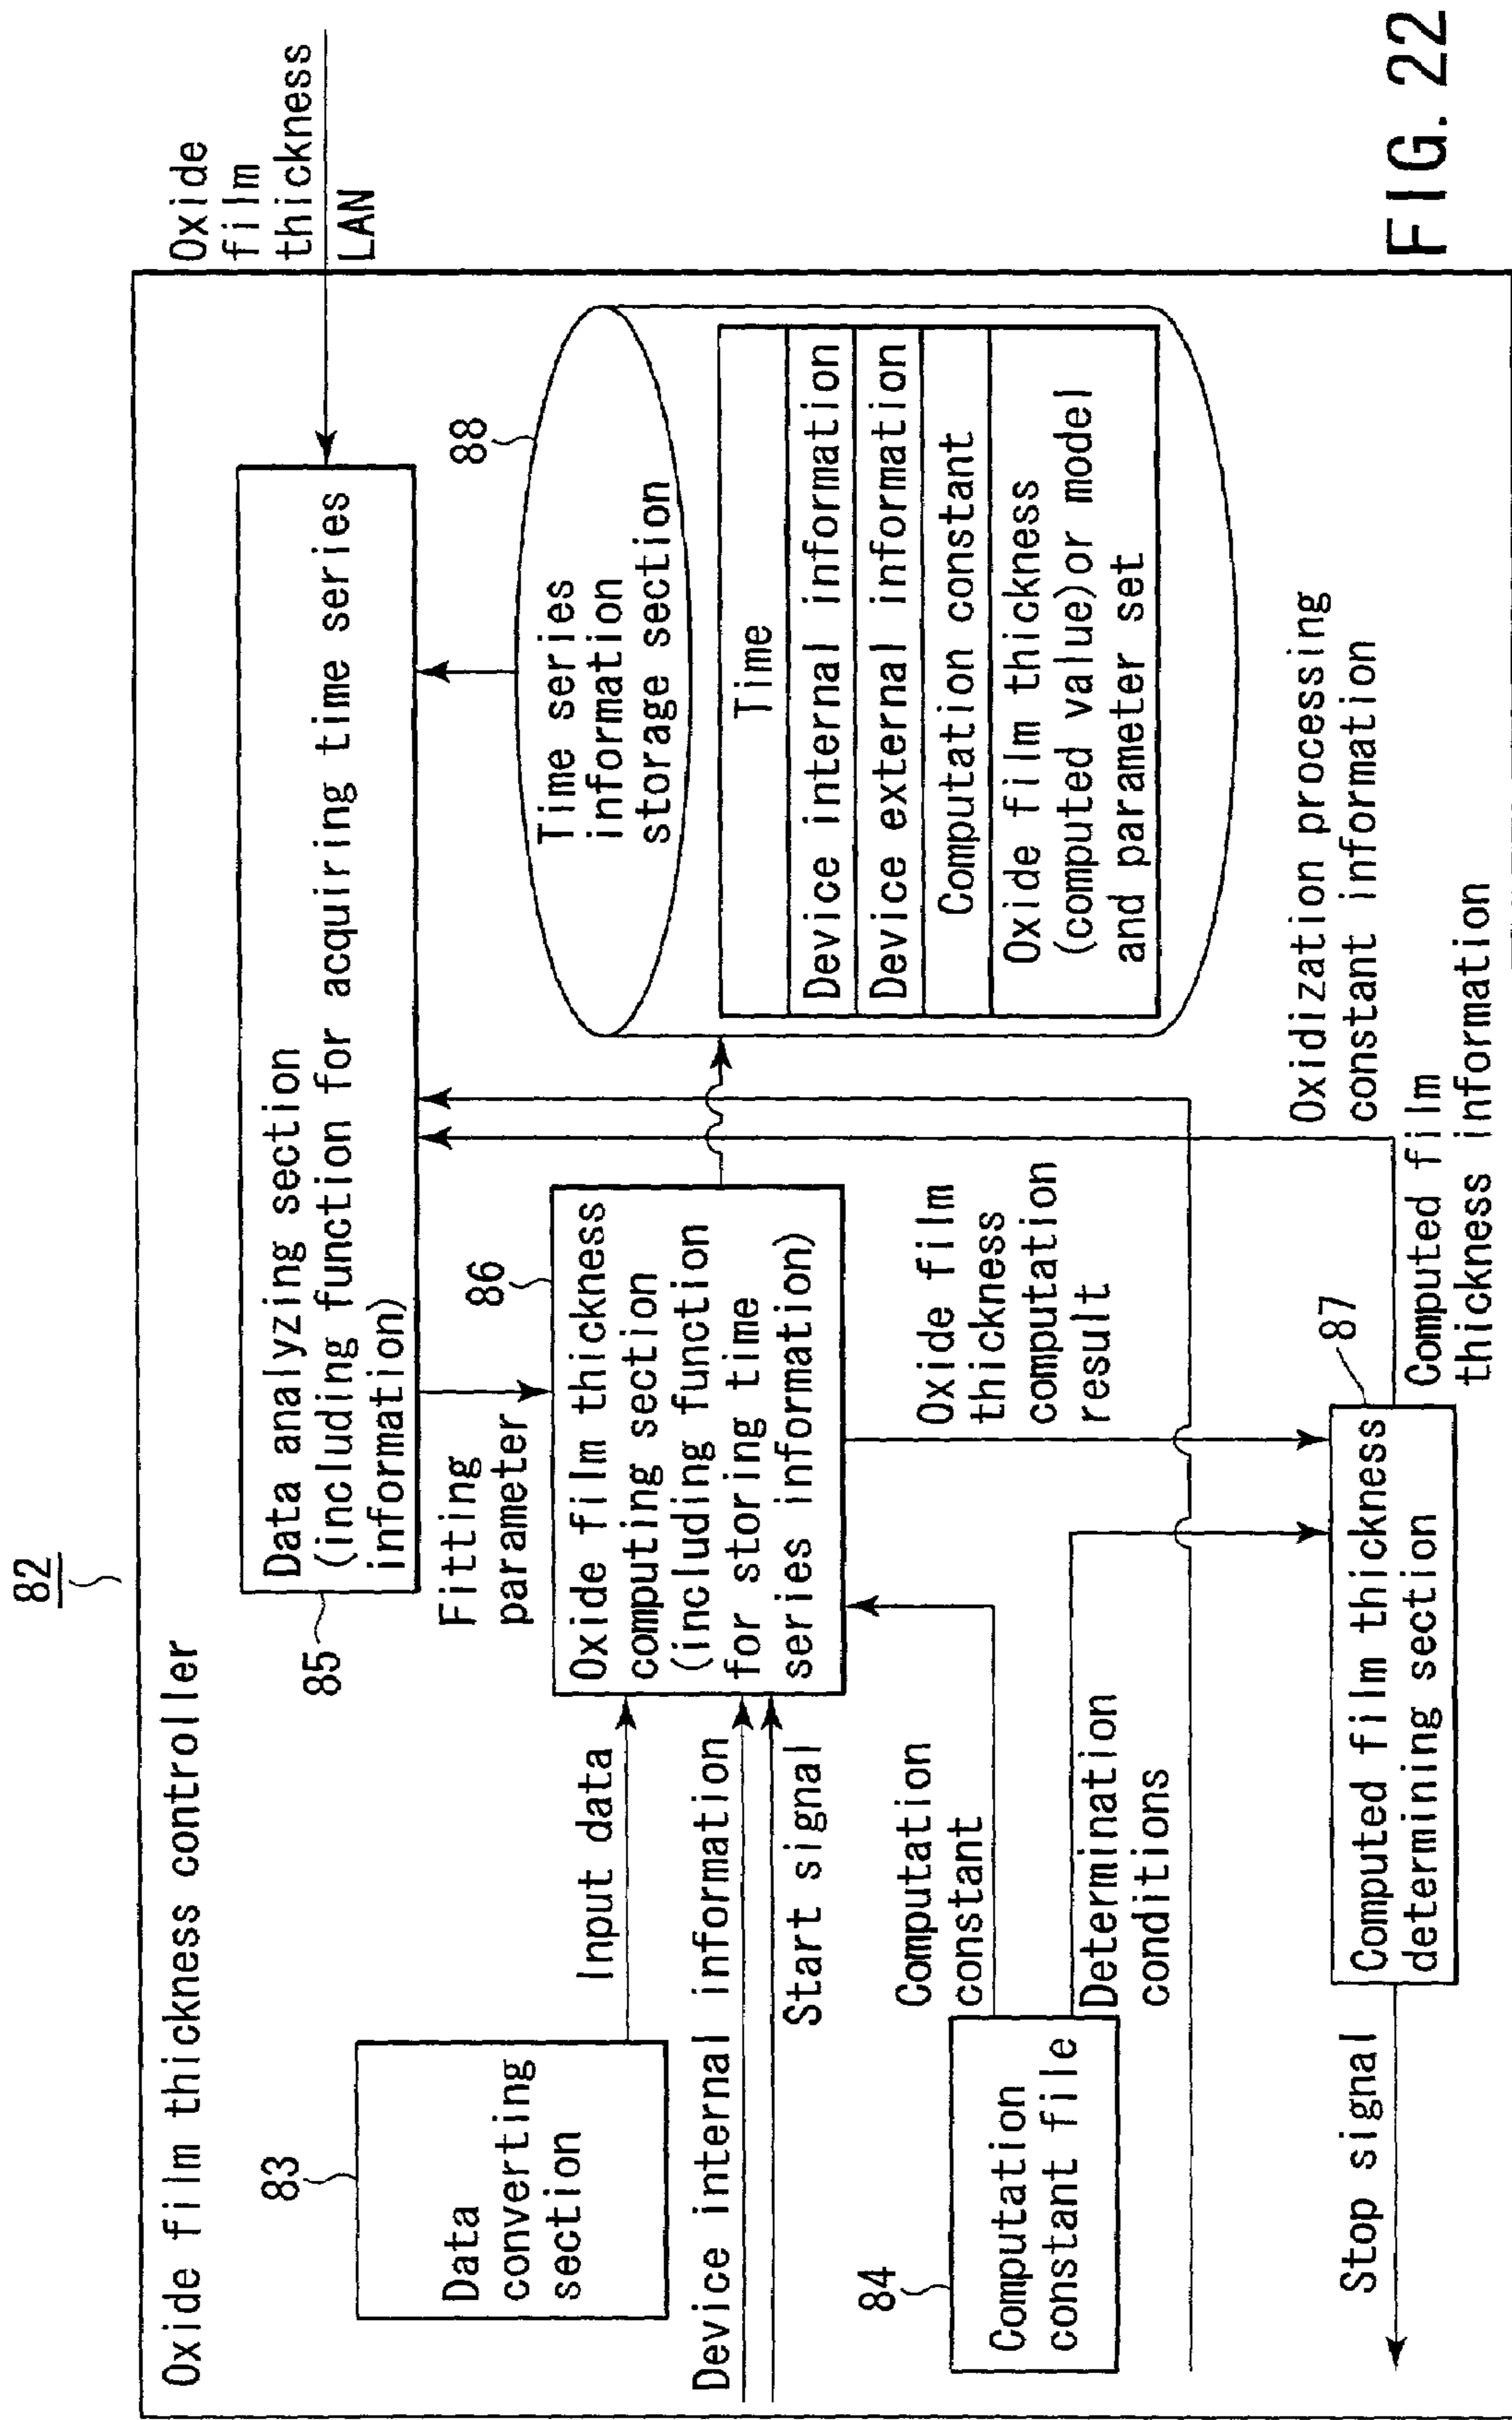 82
Oxide film thickness controller
Oxide
film
thickness
LAN
Data analyzing section
(including function for acquiring time series
information)
85
83
Data
converting
section
Input data
Device internal information
Start signal
Fitting
parameter
86
Oxide film thickness
computing section
(including function
for storing time
series information)
88
Time series
information
storage section
Time
Device internal information
Device external information
Computation constant
Oxide film thickness
(computed value)or model
and parameter set
84
Computation
constant file
Computation
constant
Determination
conditions
Oxide film
thickness
computation
result
Oxidization processing
constant information
87
Computed film thickness
determining section
Computed film
thickness information
Stop signal
FIG. 22